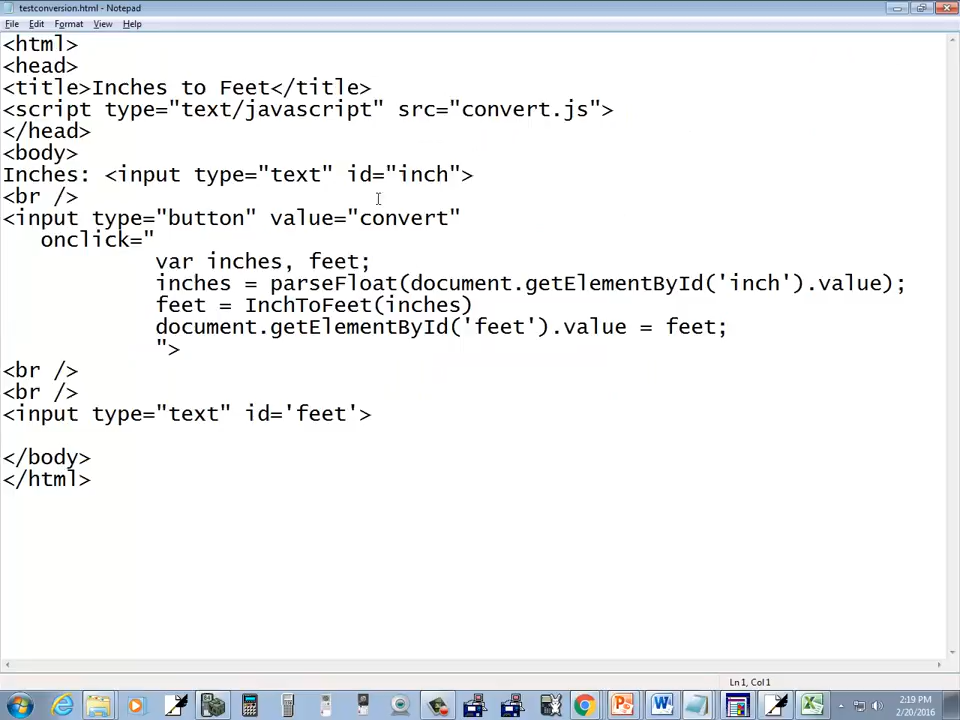 testconversion.html - Notepad
File Edit Format View Help
<html>
<head>
<title>Inches to Feet</title>
<script type="text/javascript" src="convert.js">
</head>
<body>
Inches: <input type="text" id="inch">
<br />
<input type="button" value="convert"
onclick="
var inches, feet;
inches = parseFloat(document.getElementById('inch').value);
feet = InchToFeet(inches)
document.getElementById('feet').value = feet;
">
<br />
<br />
<input type="text" id='feet'>
</body>
</html>
Ln 1, Col 1
2:19 PM
2/20/2016